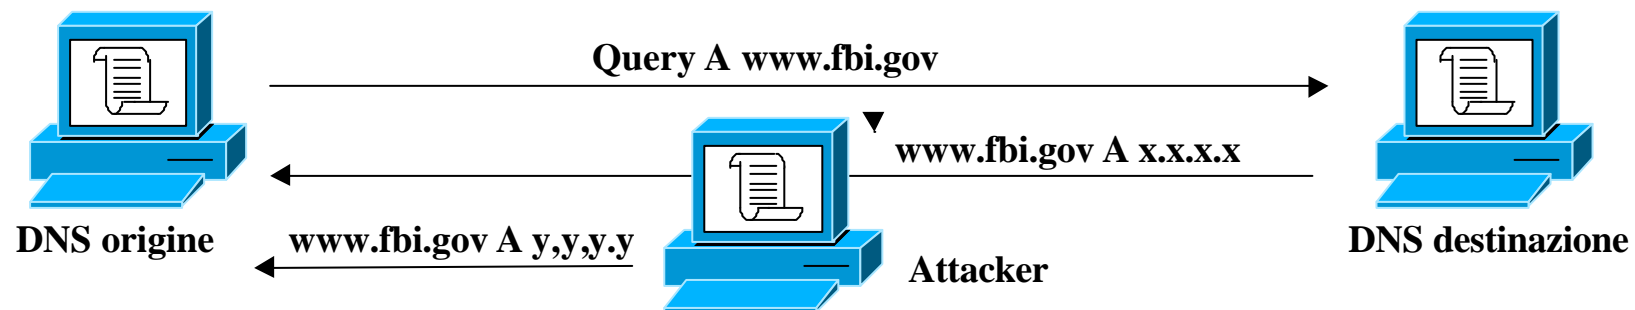 Query A www.fbi.gov
www.fbi.gov A x.x.x.x
DNS origine
www.fbi.gov A y,y,y.y
Attacker
DNS destinazione